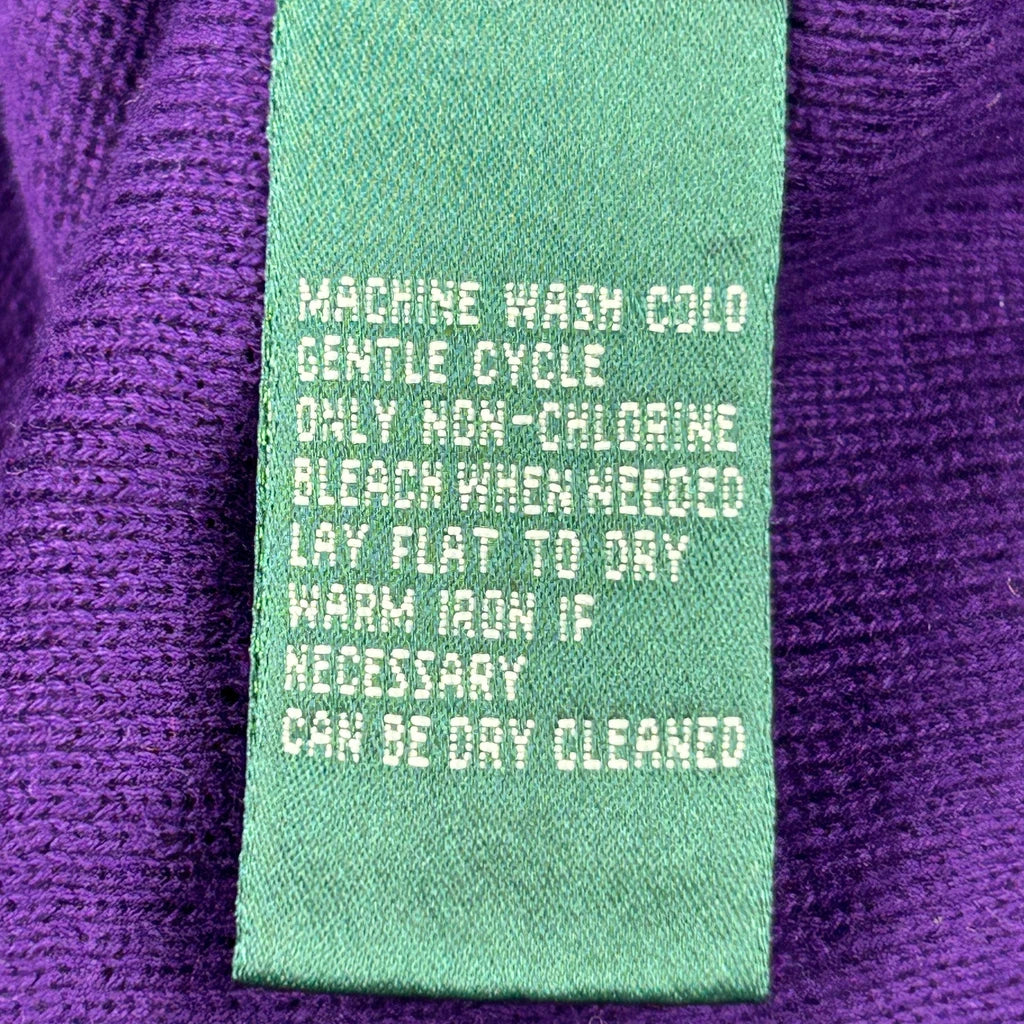 MACHINE WASH COLD
GENTLE CYCLE
ONLY NON-CHLORINE
BLEACH WHEN NEEDED
LAY FLAT TO DRY
WARM IRON IF
NECESSARY
CAN BE DRY CLEANED